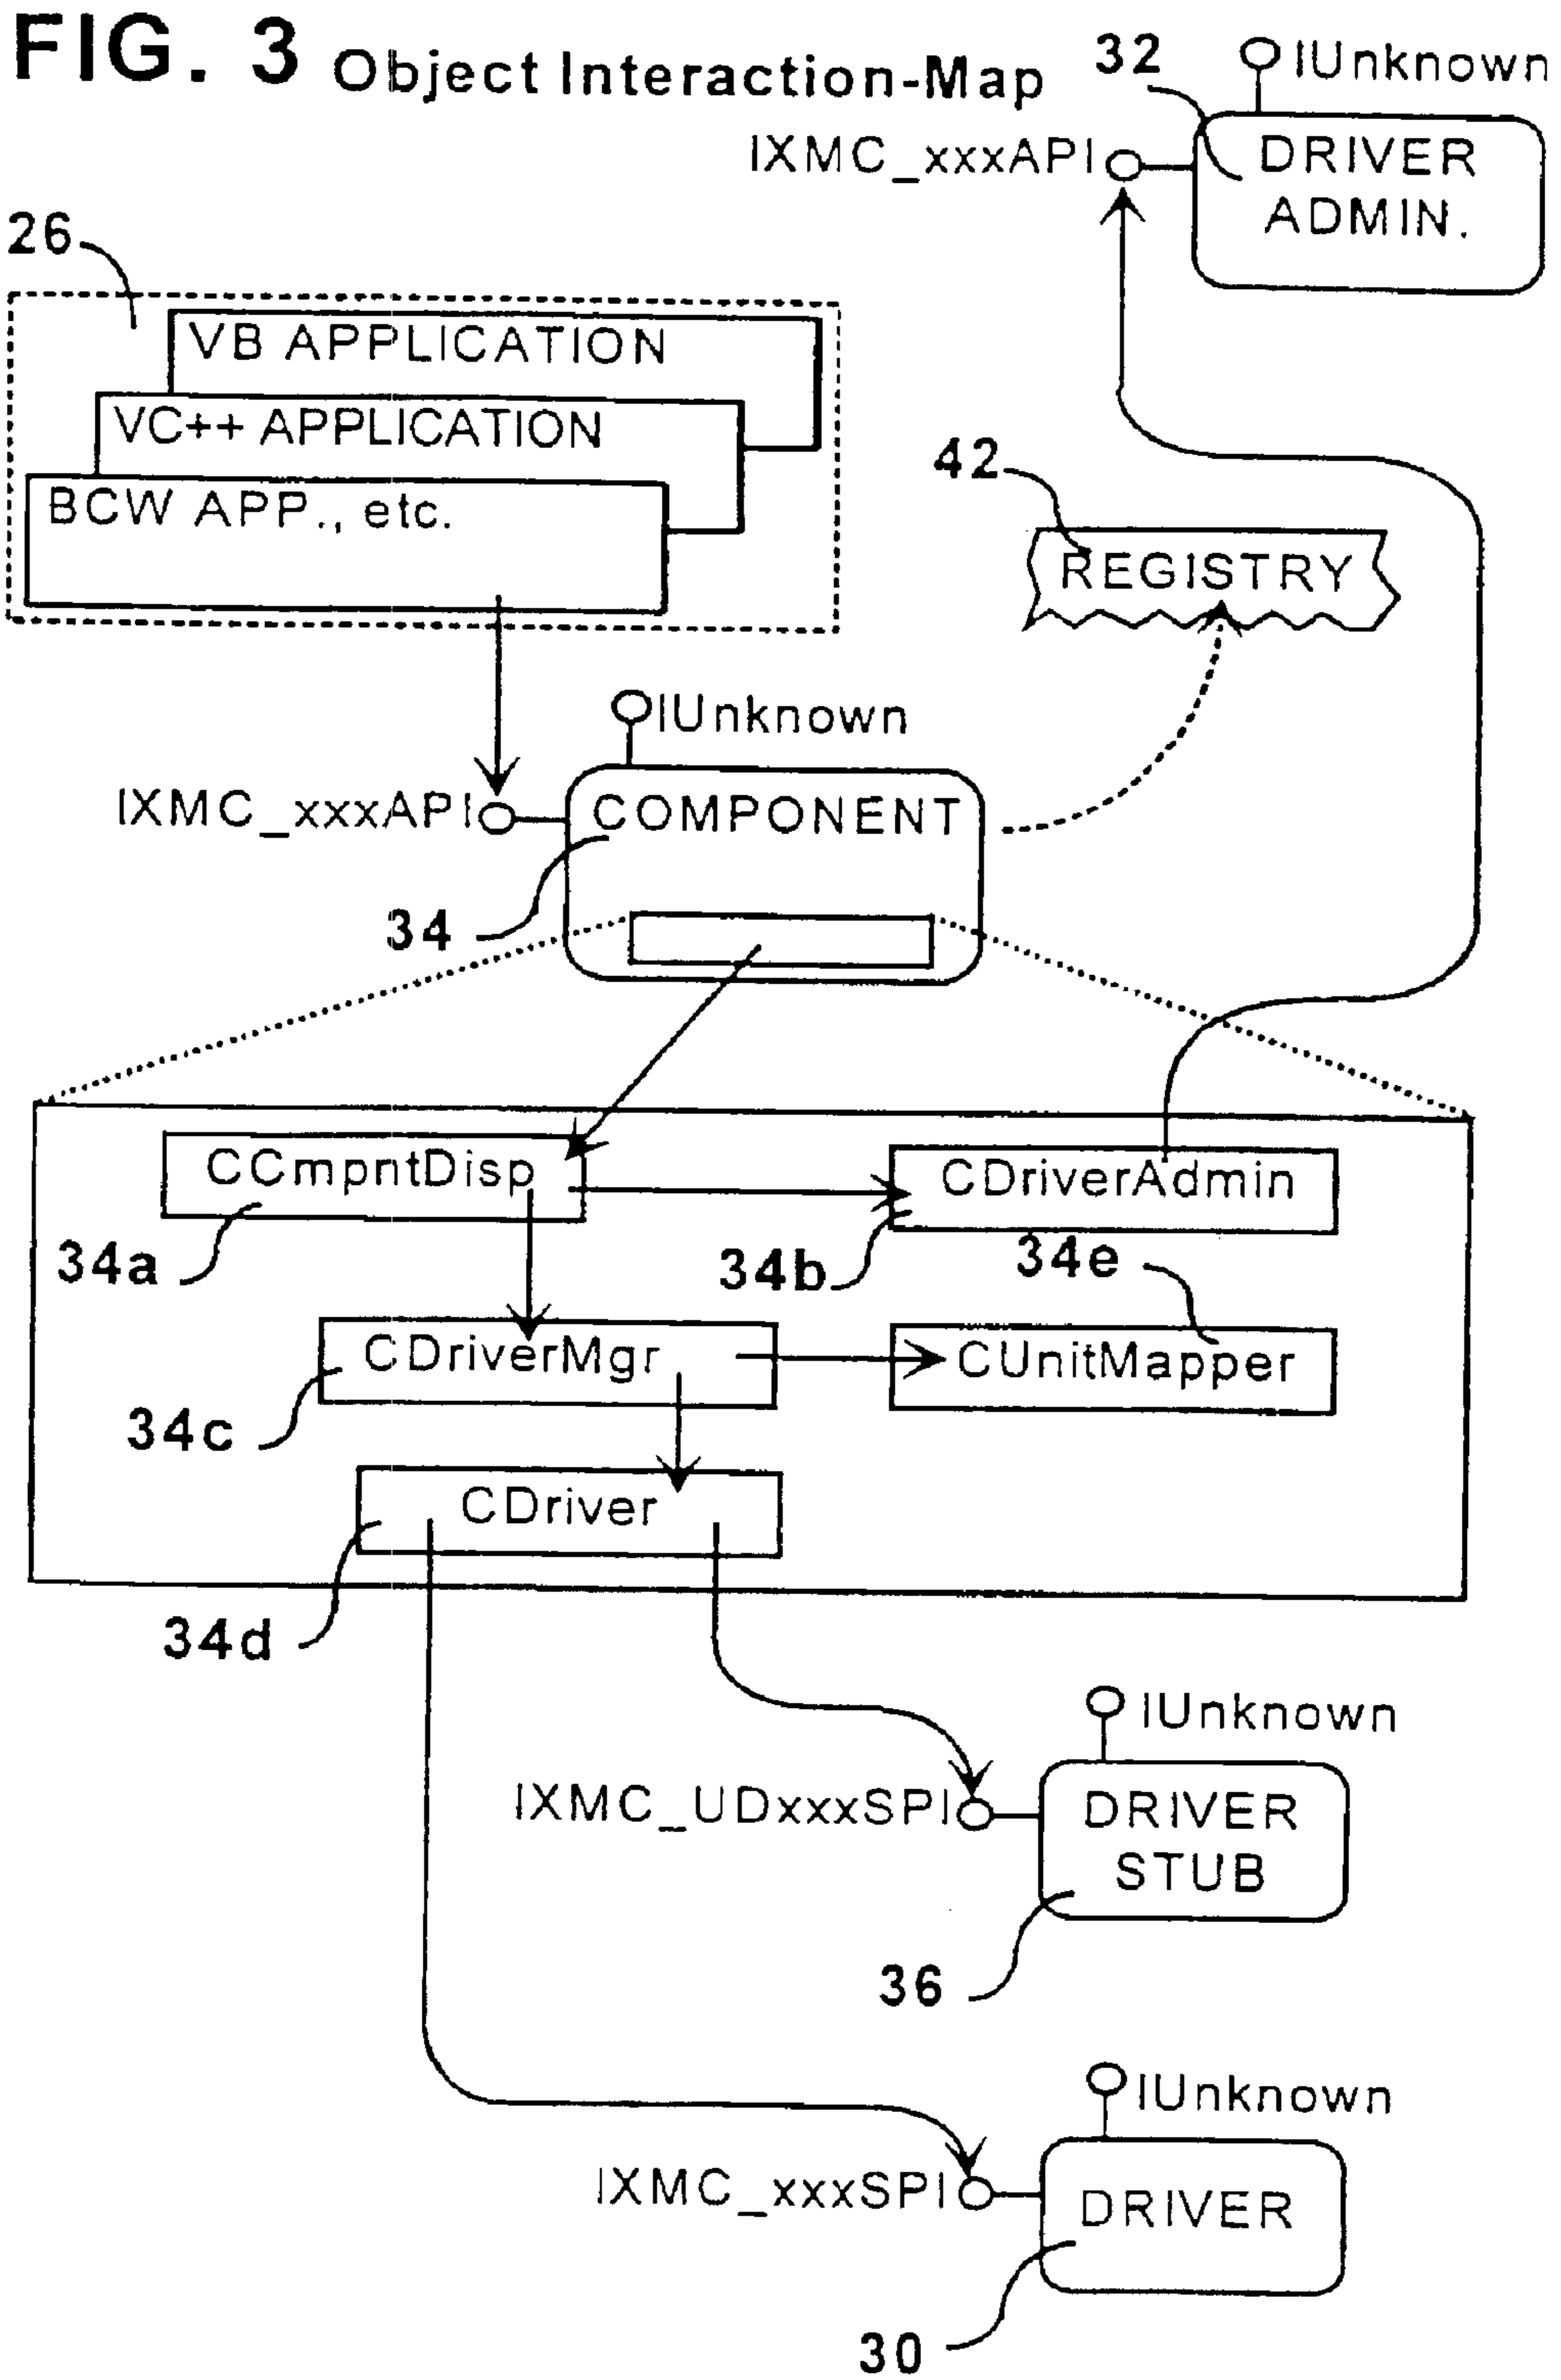 FIG. 3 Object Interaction-Map
32
IUnknown
IXMC_xxxAPI
DRIVER
ADMIN.
26
VB APPLICATION
VC++ APPLICATION
BCW APP., etc.
42
REGISTRY
IUnknown
IXMC_xxxAPI
COMPONENT
34
CCmpntDisp
CDriverAdmin
34a
34b
34e
CDriverMgr
CUnitMapper
34c
CDriver
34d
IUnknown
IXMC_UDxxxSPI
DRIVER
STUB
36
IUnknown
IXMC_xxxSPI
DRIVER
30